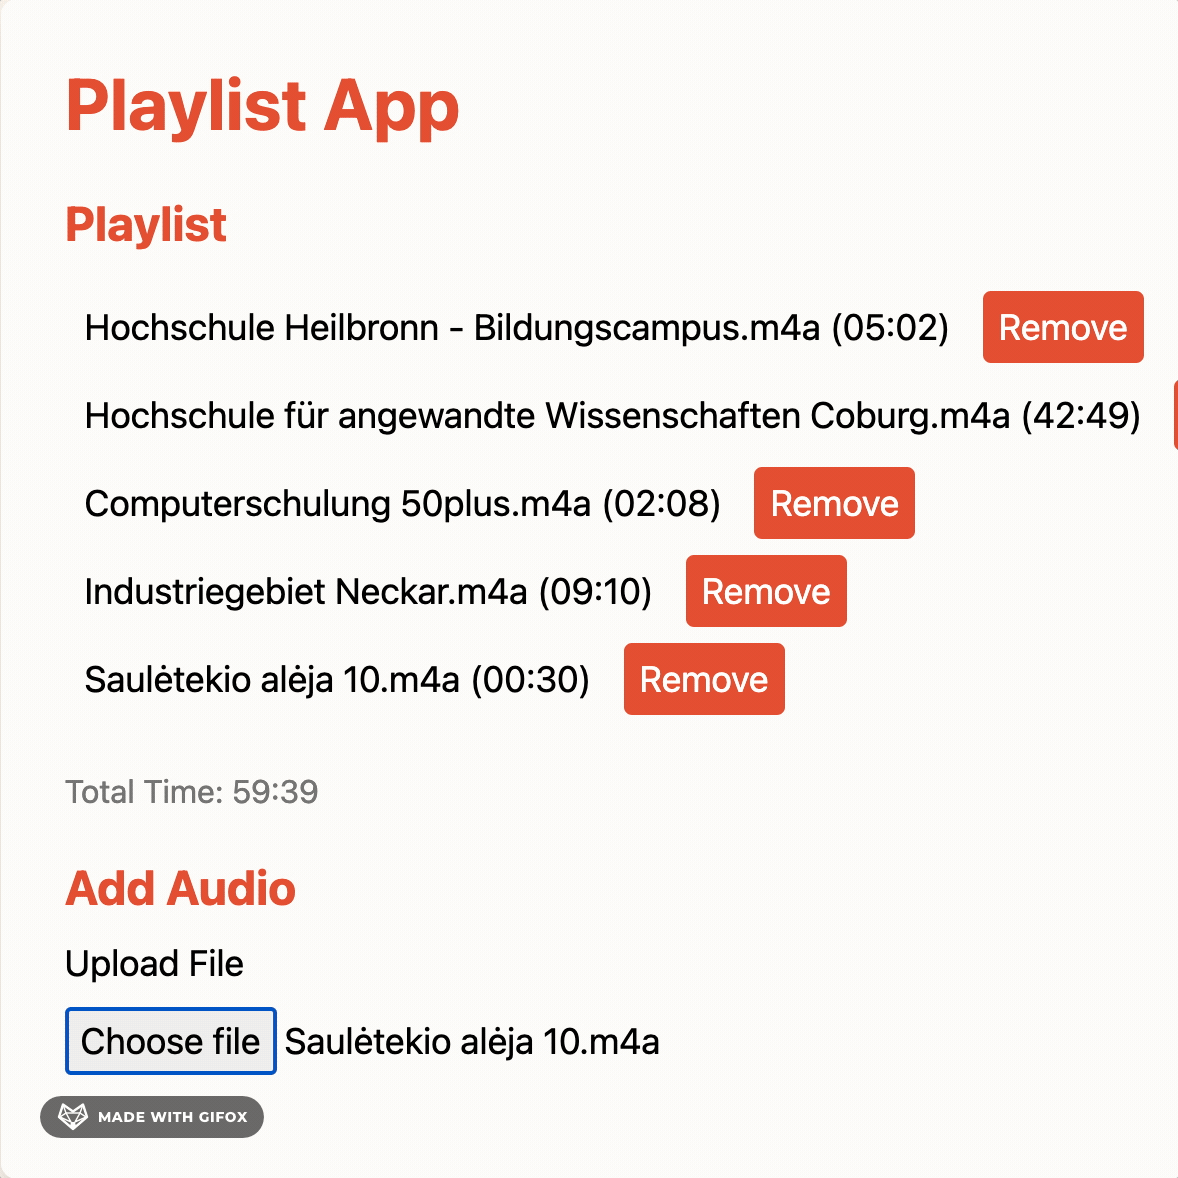 Playlist App
Playlist
Hochschule Heilbronn - Bildungscampus.m4a (05:02) Remove
Hochschule für angewandte Wissenschaften Coburg.m4a (42:49)
Computerschulung 50plus.m4a (02:08) Remove
Industriegebiet Neckar.m4a (09:10) Remove
Saulėtekio alėja 10.m4a (00:30) Remove
Total Time: 59:39
Add Audio
Upload File
Choose file Saulėtekio alėja 10.m4a
MADE WITH GIFOX